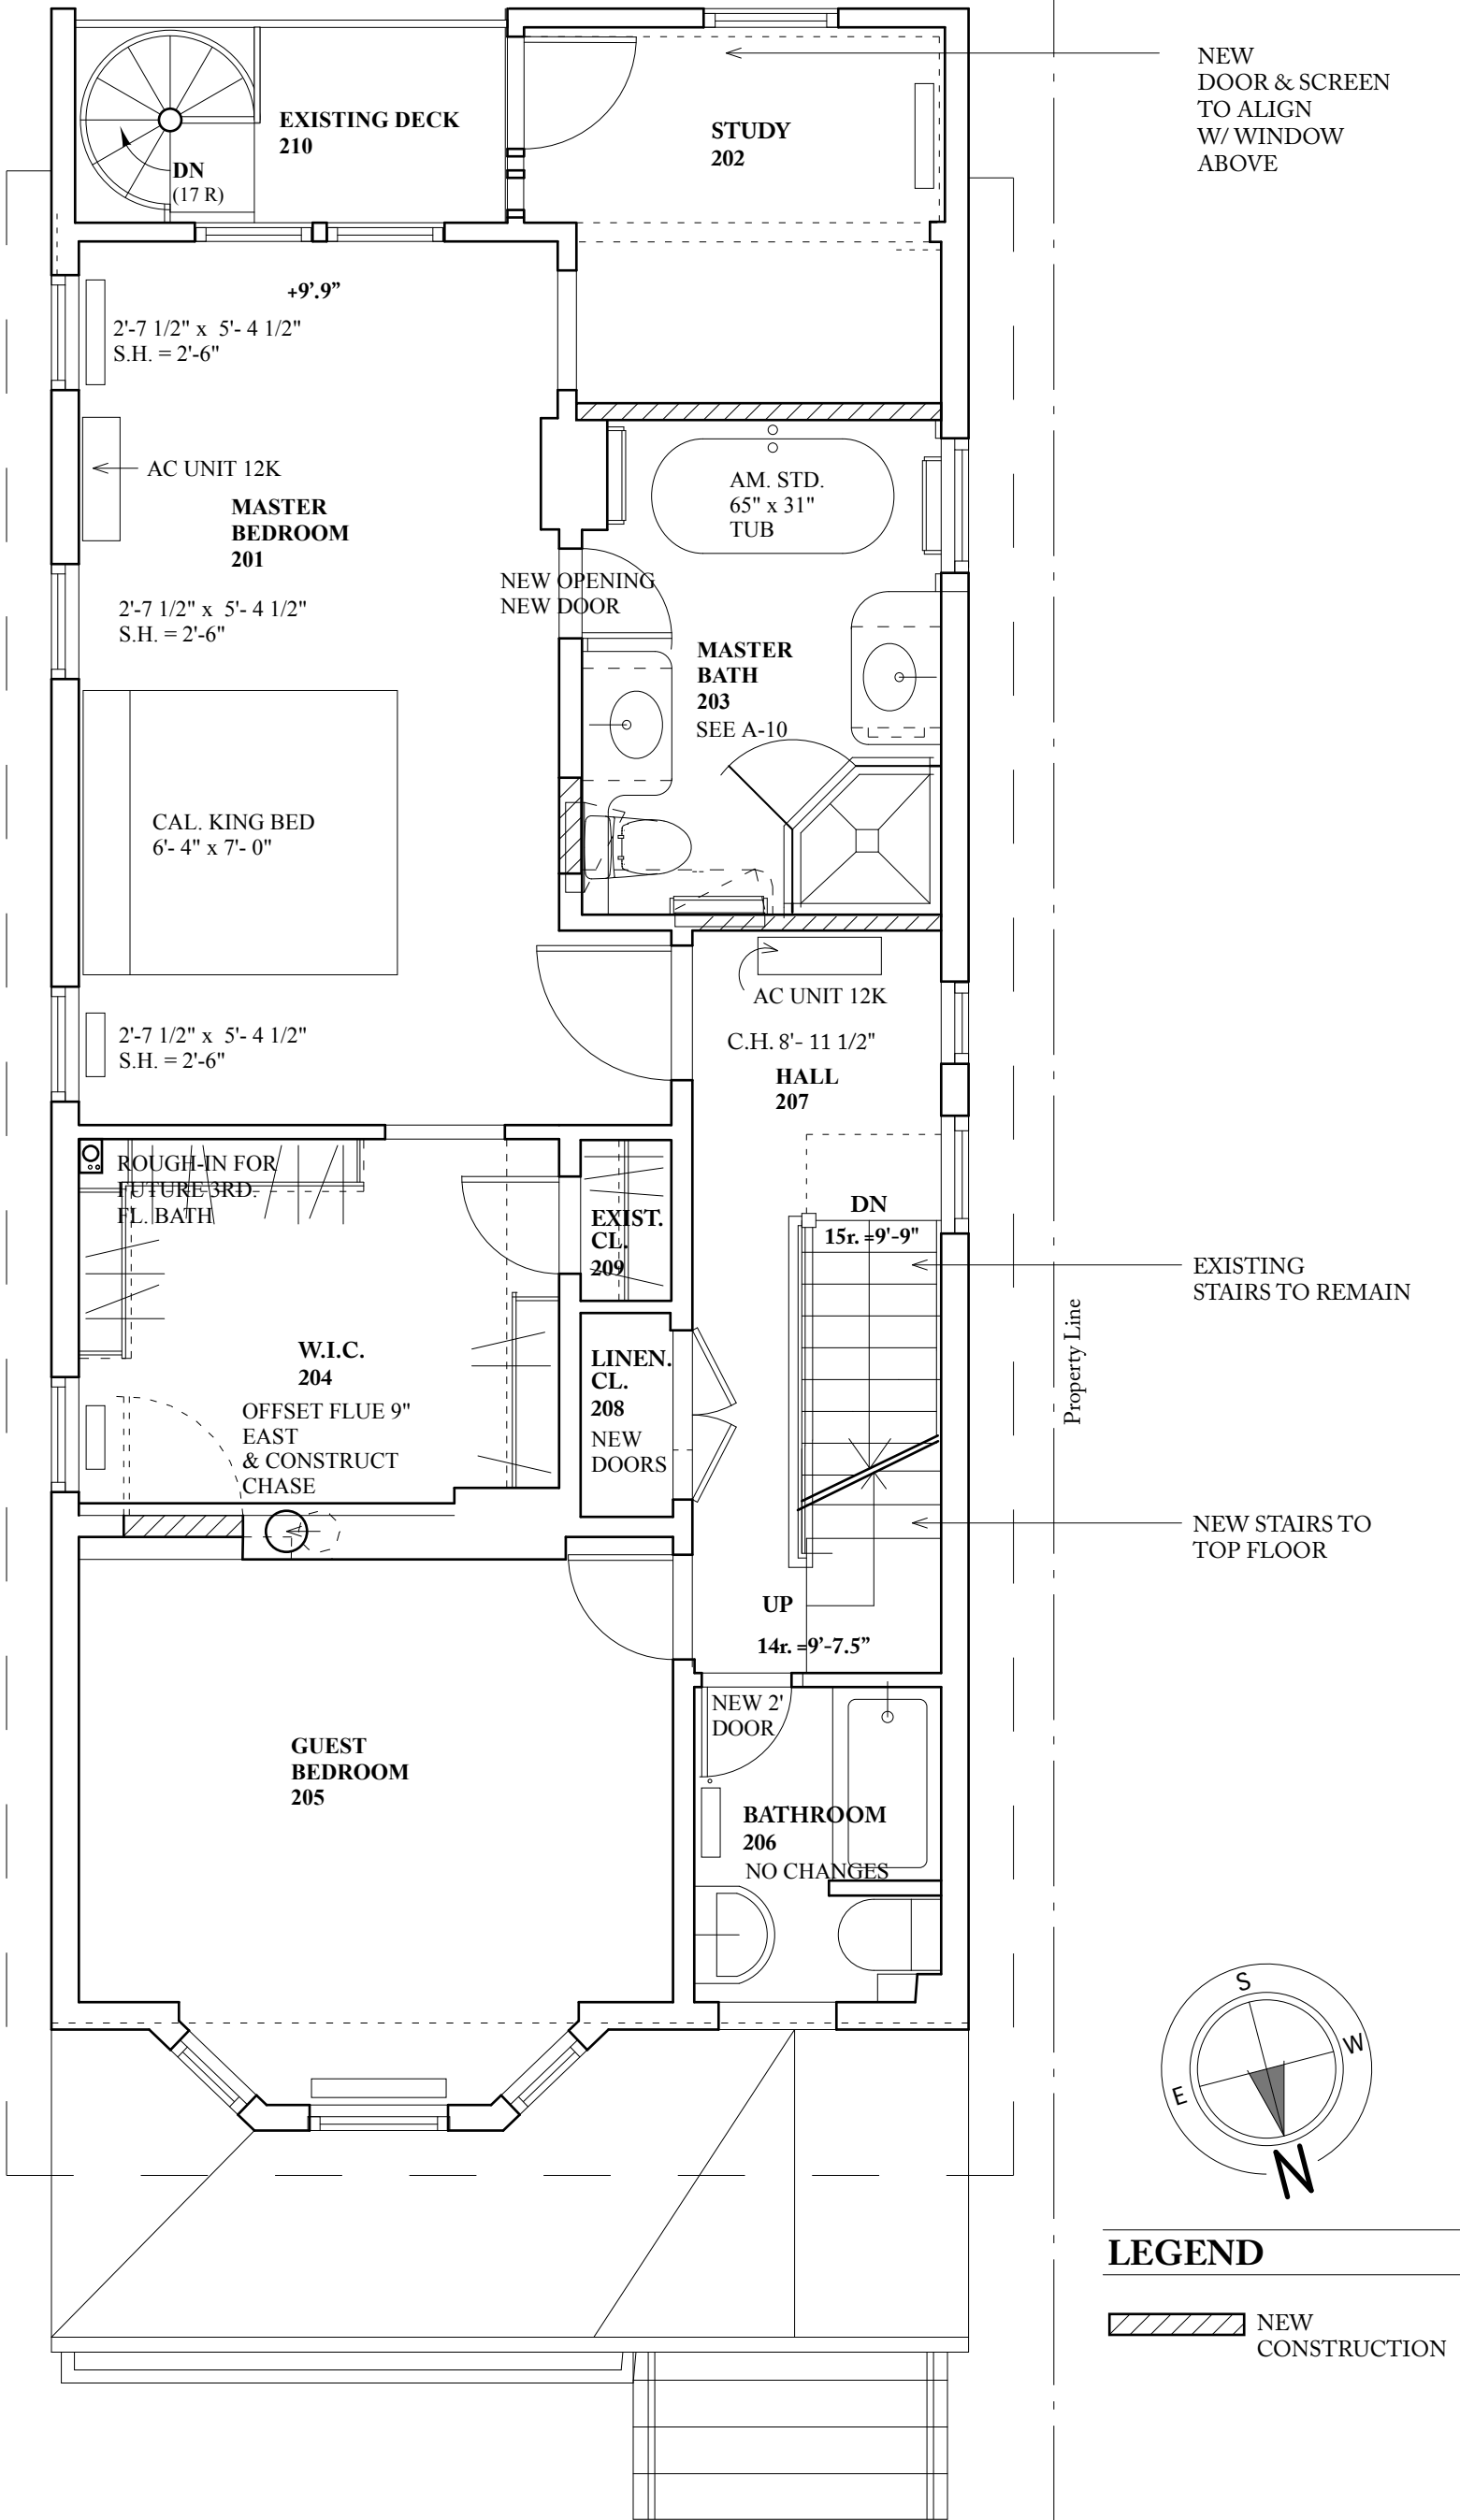 NEW
DOOR & SCREEN
TO ALIGN
W/ WINDOW
ABOVE
EXISTING DECK
210
STUDY
202
DN
(17 R)
+9'.9”
2'-7 1/2" x 5'- 4 1/2"
S.H. = 2'-6"
AC UNIT 12K
MASTER
BEDROOM
201
AM. STD.
65" x 31"
TUB
NEW OPENING
NEW DOOR
2'-7 1/2" x 5'- 4 1/2"
S.H. = 2'-6"
MASTER
BATH
203
SEE A-10
CAL. KING BED
6'- 4" x 7'- 0"
AC UNIT 12K
2'-7 1/2" x 5'- 4 1/2"
S.H. = 2'-6"
C.H. 8'- 11 1/2"
HALL
207
ROUGH-IN FOR
FUTURE 3RD.
FL. BATH
EXIST.
CL.
209
DN
15r. =9'-9"
EXISTING
STAIRS TO REMAIN
Property Line
W.I.C.
204
OFFSET FLUE 9"
EAST
& CONSTRUCT
CHASE
LINEN.
CL.
208
NEW
DOORS
NEW STAIRS TO
TOP FLOOR
UP
14r. =9’-7.5”
NEW 2'
DOOR
GUEST
BEDROOM
205
BATHROOM
206
NO CHANGES
S
W
E
N
LEGEND
NEW
CONSTRUCTION